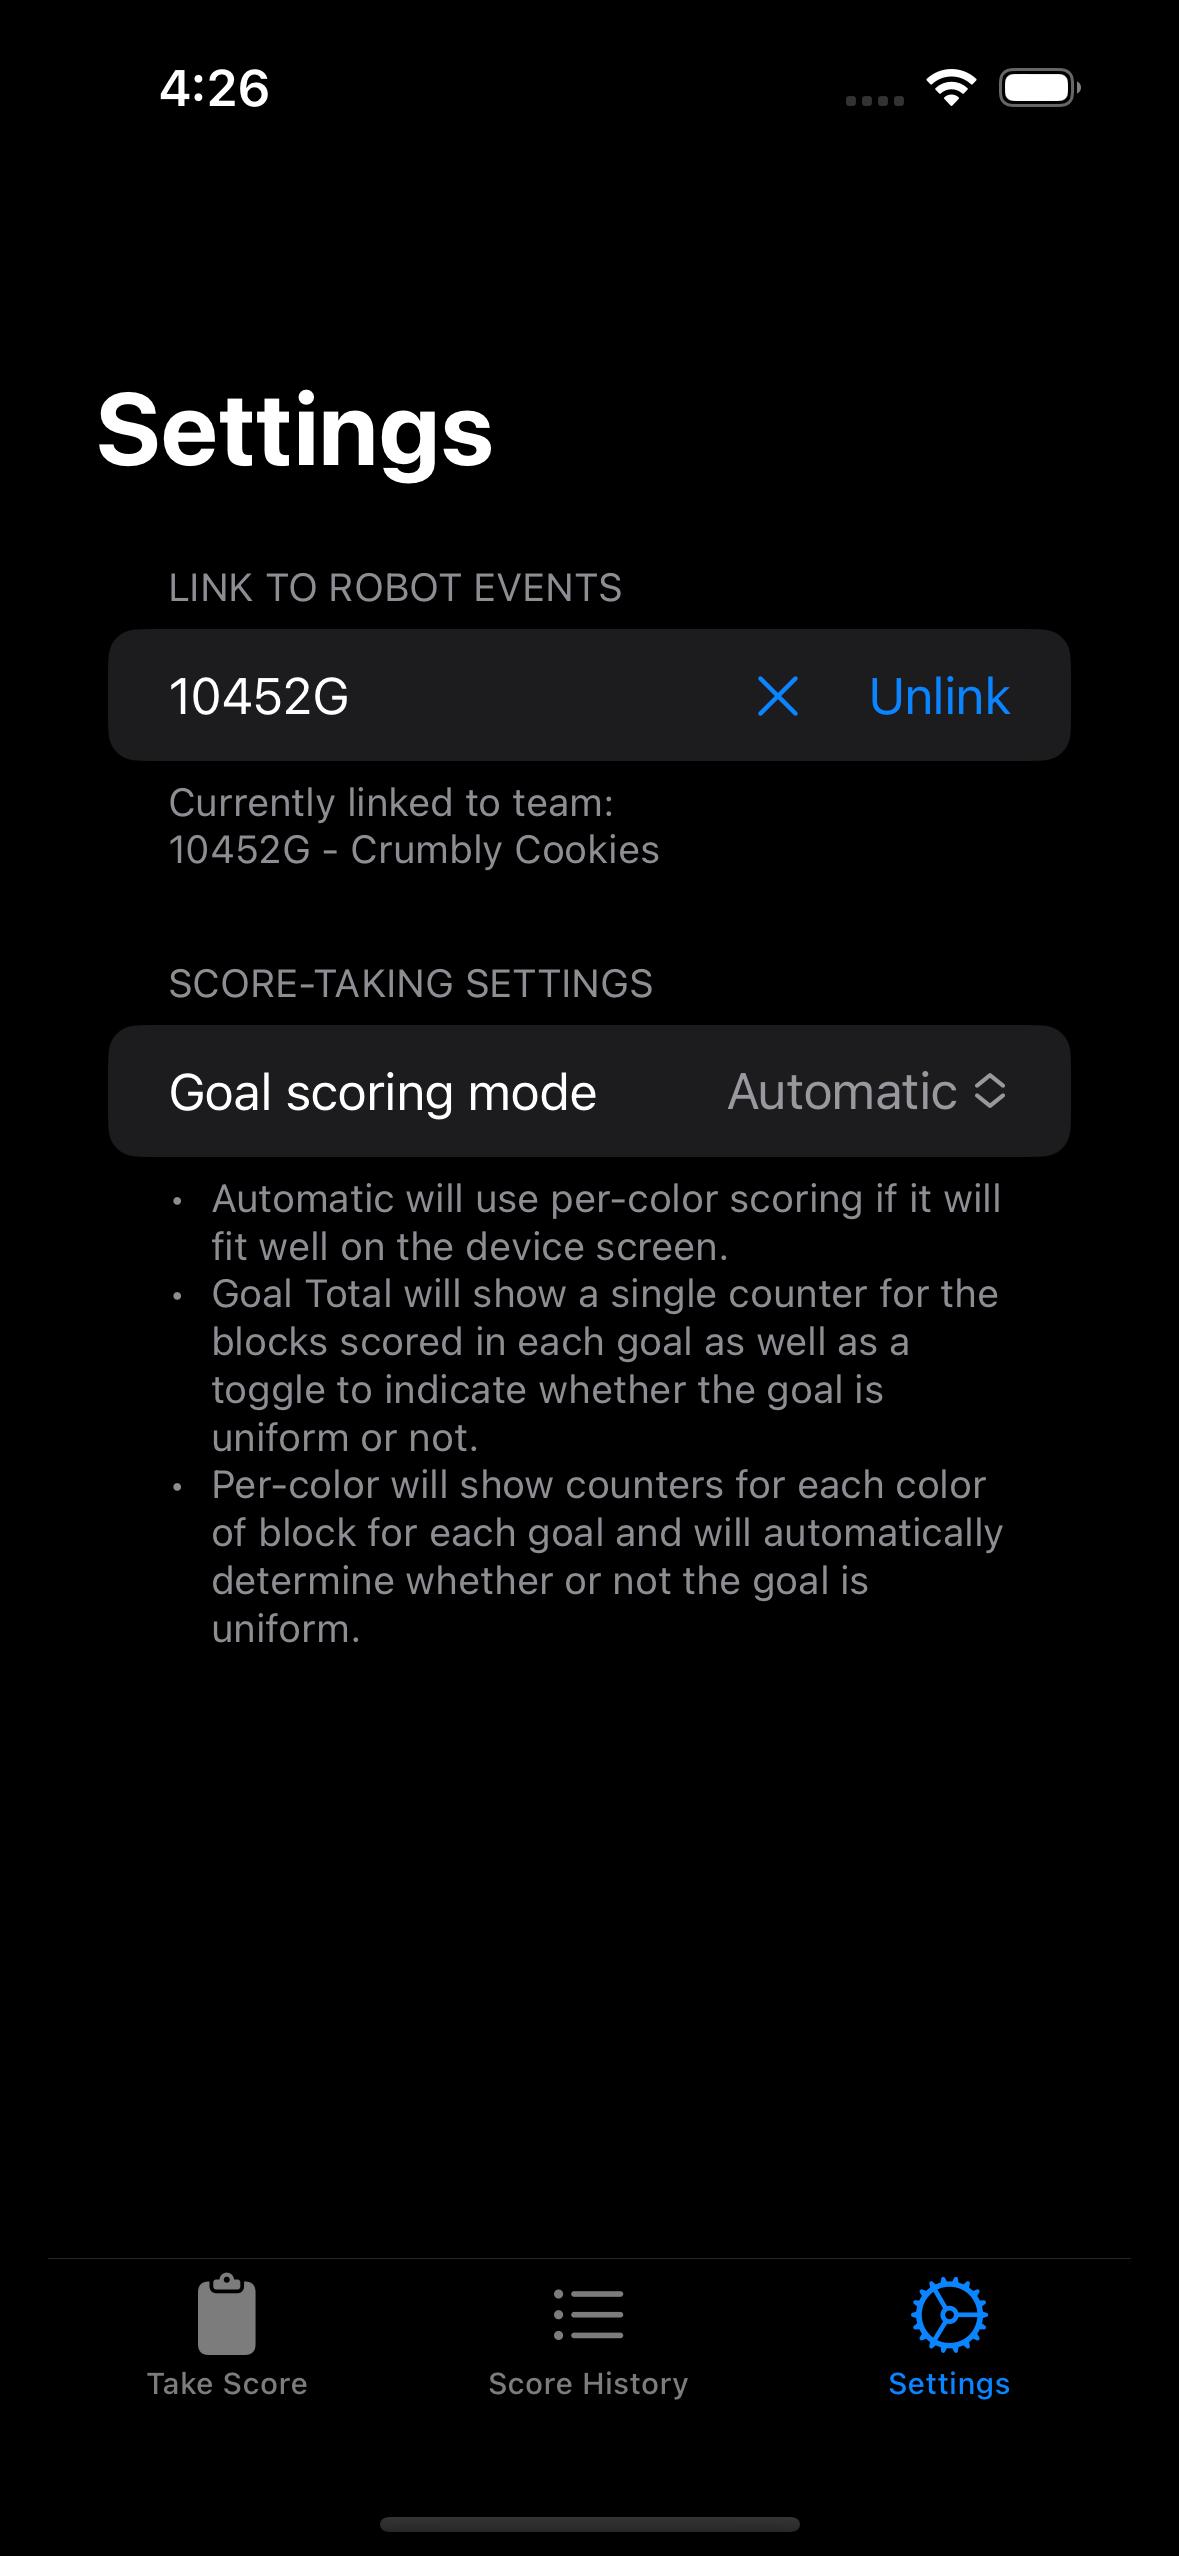 4:26
Settings
LINK TO ROBOT EVENTS
10452G
Unlink
Currently linked to team:
10452G - Crumbly Cookies
SCORE-TAKING SETTINGS
Goal scoring mode
Automatic
• Automatic will use per-color scoring if it will
fit well on the device screen.
• Goal Total will show a single counter for the
blocks scored in each goal as well as a
toggle to indicate whether the goal is
uniform or not.
• Per-color will show counters for each color
of block for each goal and will automatically
determine whether or not the goal is
uniform.
Take Score
Score History
Settings